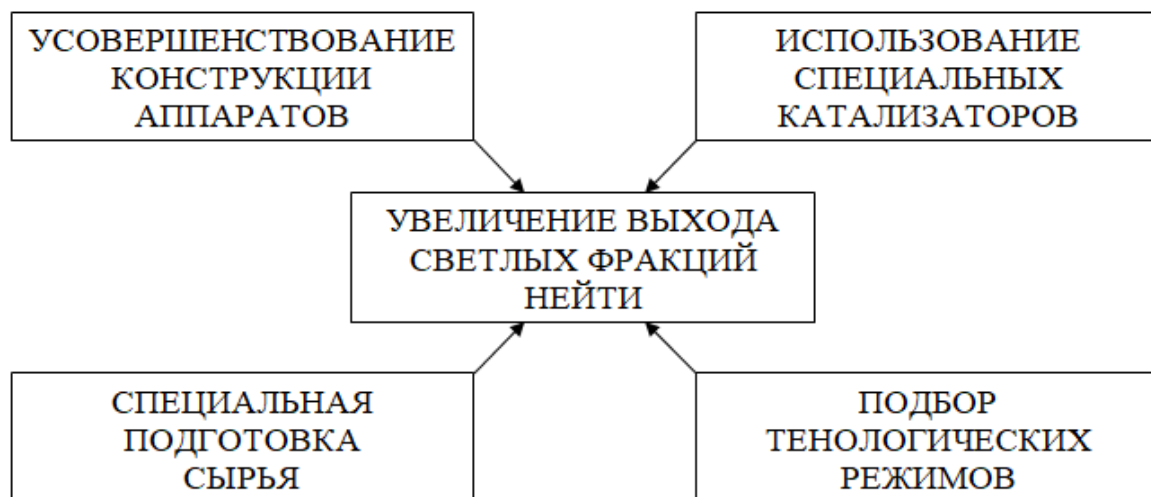 УСОВЕРШЕНСТВОВАНИЕ
КОНСТРУКЦИИ
АППАРАТОВ
ИСПОЛЬЗОВАНИЕ
СПЕЦИАЛЬНЫХ
КАТАЛИЗАТОРОВ
УВЕЛИЧЕНИЕ ВЫХОДА
СВЕТЛЫХ ФРАКЦИЙ
НЕЙТИ
СПЕЦИАЛЬНАЯ
ПОДГОТОВКА
СЫРЬЯ
ПОДБОР
ТЕНОЛОГИЧЕСКИХ
РЕЖИМОВ